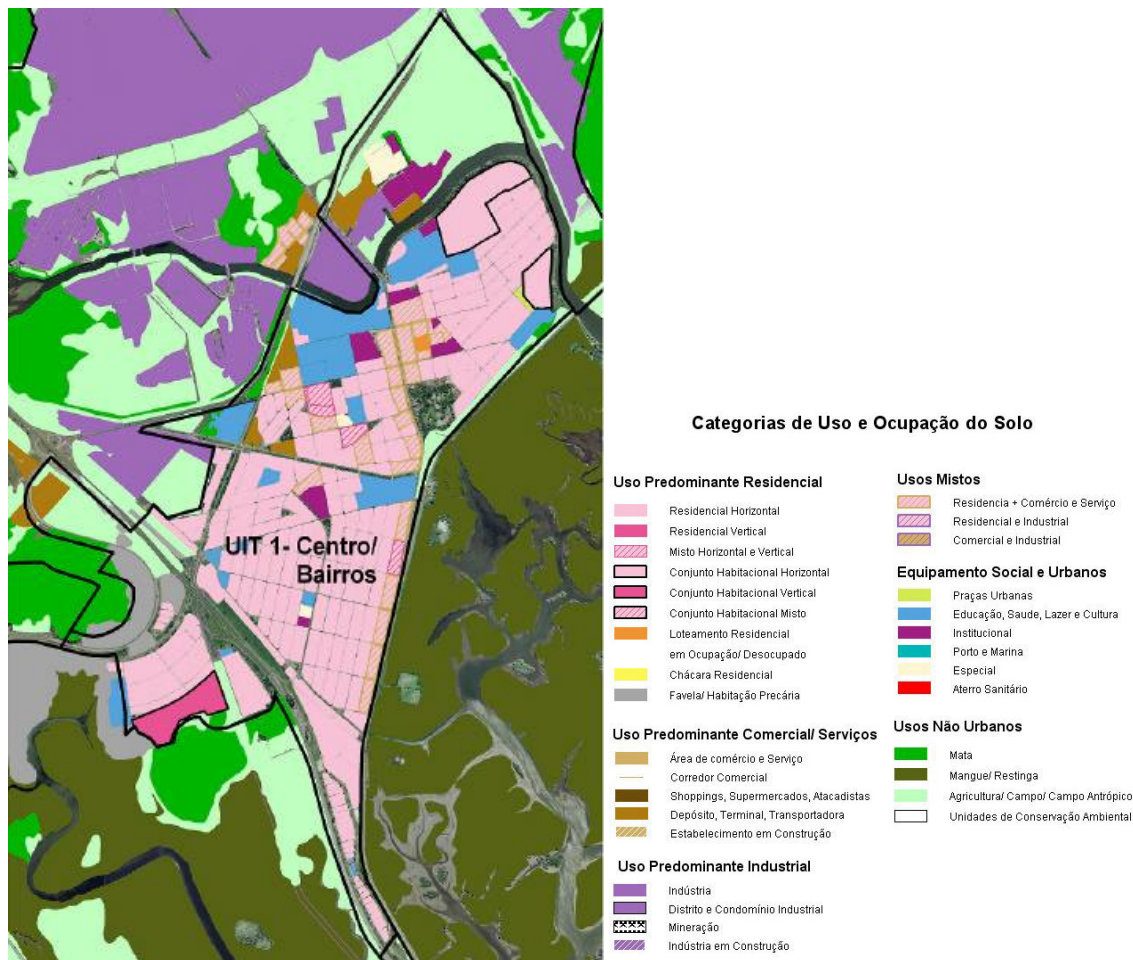 UIT 1- Centro/
Bairros
Categorias de Uso e Ocupação do Solo
Uso Predominante Residencial
Residencial Horizontal
Residencial Vertical
Misto Horizontal e Vertical
Conjunto Habitacional Horizontal
Conjunto Habitacional Vertical
Conjunto Habitacional Misto
Loteamento Residencial
em Ocupação/ Desocupado
Chácara Residencial
Favela/ Habitação Precária
Uso Predominante Comercial/ Serviços
Área de comércio e Serviço
Corredor Comercial
Shoppings, Supermercados, Atacadistas
Depósito, Terminal, Transportadora
Estabelecimento em Construção
Uso Predominante Industrial
Indústria
Distrito e Condomínio Industrial
Mineração
Indústria em Construção
Usos Mistos
Residencia + Comércio e Serviço
Residencial e Industrial
Comercial e Industrial
Equipamento Social e Urbanos
Praças Urbanas
Educação, Saude, Lazer e Cultura
Institucional
Porto e Marina
Especial
Aterro Sanitário
Usos Não Urbanos
Mata
Mangue/ Restinga
Agricultura/ Campo/ Campo Antrópico
Unidades de Conservação Ambiental